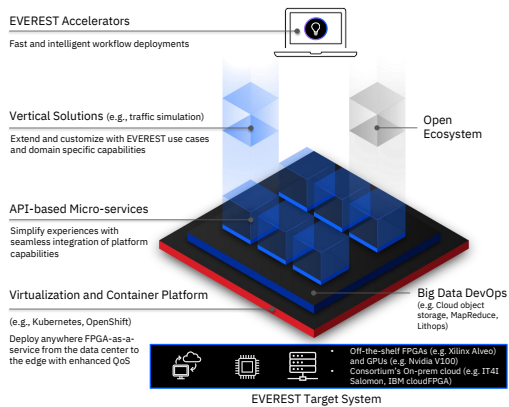 EVEREST Accelerators
Fast and intelligent workflow deployments
Vertical Solutions (e.g., traffic simulation)
Extend and customize with EVEREST use cases
and domain specific capabilities
Open
Ecosystem
API-based Micro-services
Simplify experiences with
seamless integration of platform
capabilities
Virtualization and Container Platform
(e.g., Kubernetes, OpenShift)
Deploy anywhere FPGA-as-a-
service from the data center to
the edge with enhanced QoS
Big Data DevOps
(e.g. Cloud object
storage, MapReduce,
Lithops)
• Off-the-shelf FPGAs (e.g. Xilinx Alveo)
and GPUs (e.g. Nvidia V100)
• Consortium's On-prem cloud (e.g. IT4I
Salomon, IBM cloudFPGA)
EVEREST Target System